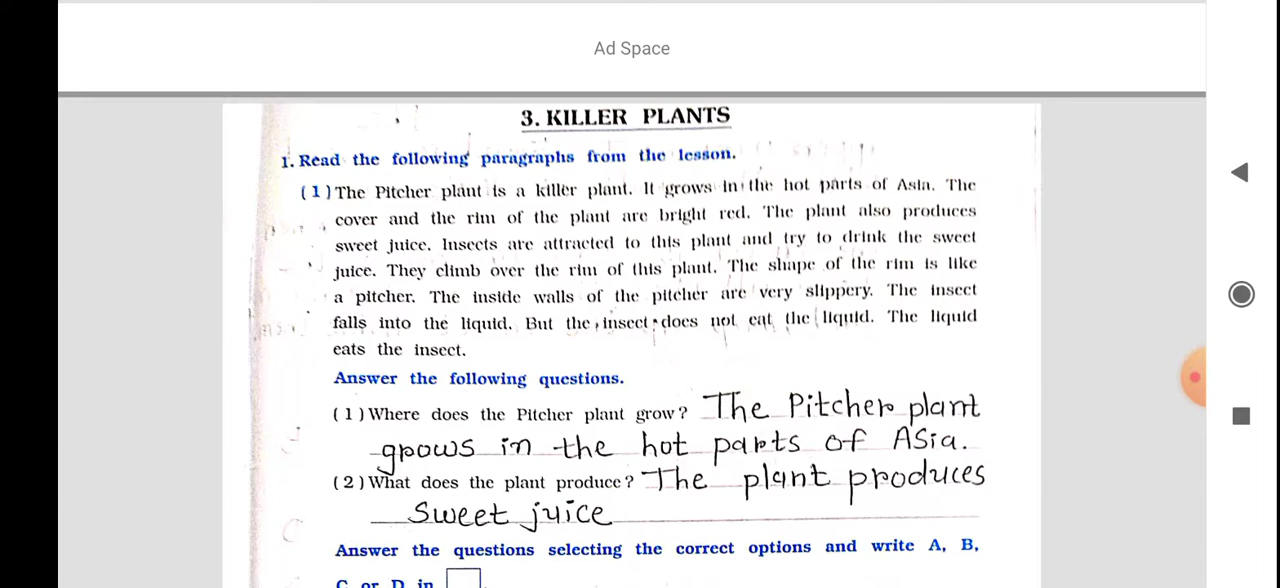 Ad Space
3. KILLER PLANTS
1. Read the following paragraphs from the lesson.
(1) The Pitcher plant is a killer plant. It grows in the hot parts of Asia. The
cover and the rim of the plant are bright red. The plant also produces
sweet juice. Insects are attracted to this plant and try to drink the sweet
juice. They climb over the rim of this plant. The shape of the rim is like
a pitcher. The inside walls of the pitcher are very slippery. The insect
falls into the liquid. But the insect does not eat the liquid. The liquid
eats the insect.
Answer the following questions.
(1) Where does the Pitcher plant grow? The Pitcher plant
grows in the hot parts of Asia.
(2) What does the plant produce? The plant produces
sweet juice
Answer the questions selecting the correct options and write A, B,
C or D in